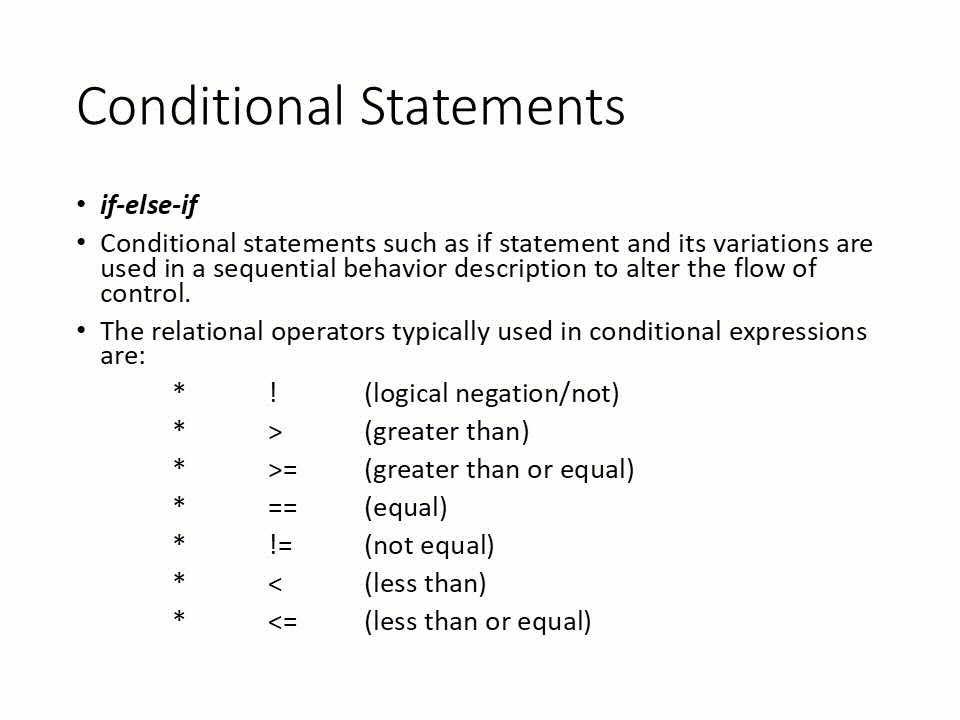 Conditional Statements
• if-else-if
• Conditional statements such as if statement and its variations are
used in a sequential behavior description to alter the flow of
control.
• The relational operators typically used in conditional expressions
are:
* ! (logical negation/not)
* > (greater than)
* >= (greater than or equal)
* == (equal)
* != (not equal)
* < (less than)
* <= (less than or equal)